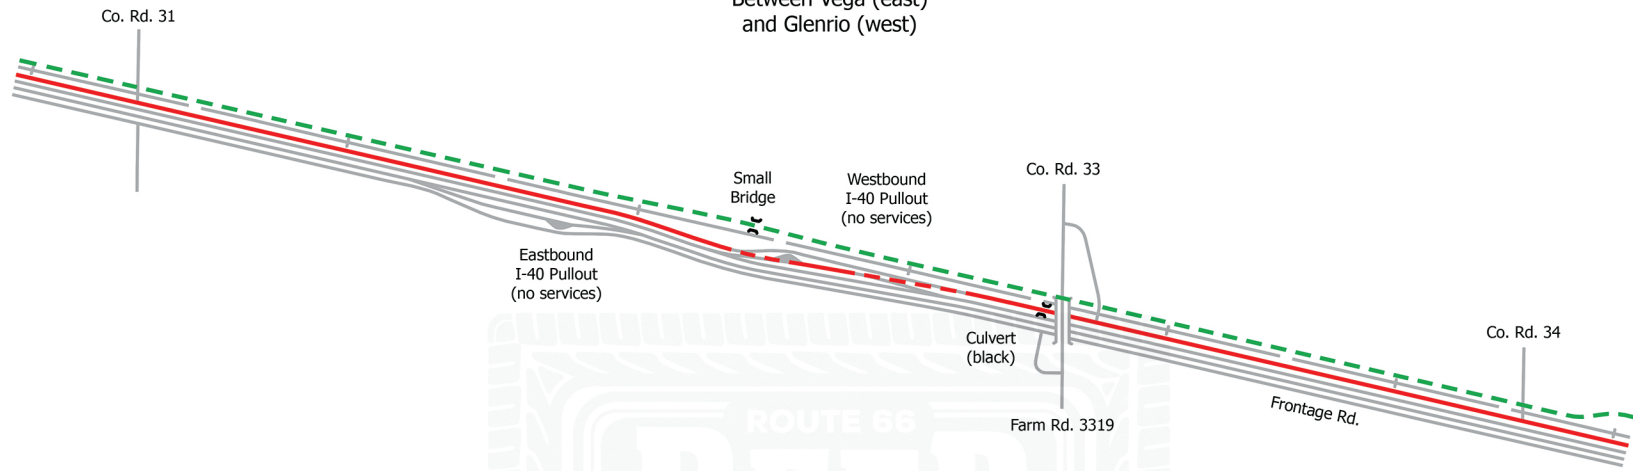 Between Vega (east)
and Glenrio (west)
Co. Rd. 31
Small
Bridge
Westbound
I-40 Pullout
(no services)
Co. Rd. 33
Eastbound
I-40 Pullout
(no services)
Culvert
(black)
Co. Rd. 34
Frontage Rd.
Farm Rd. 3319
ROUTE 66